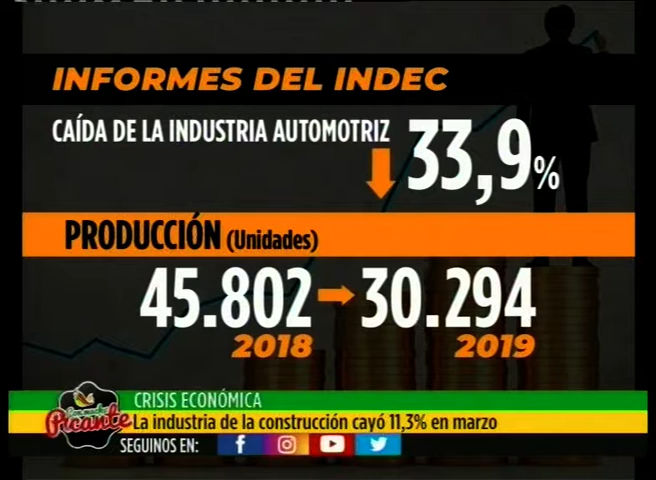 INFORMES DEL INDEC
CAÍDA DE LA INDUSTRIA AUTOMOTRIZ
33,9%
PRODUCCIÓN (Unidades)
45.802 30.294
2018 2019
CRISIS ECONÓMICA
Picante
La industria de la construcción cayó 11,3% en marzo
SEGUINOS EN: